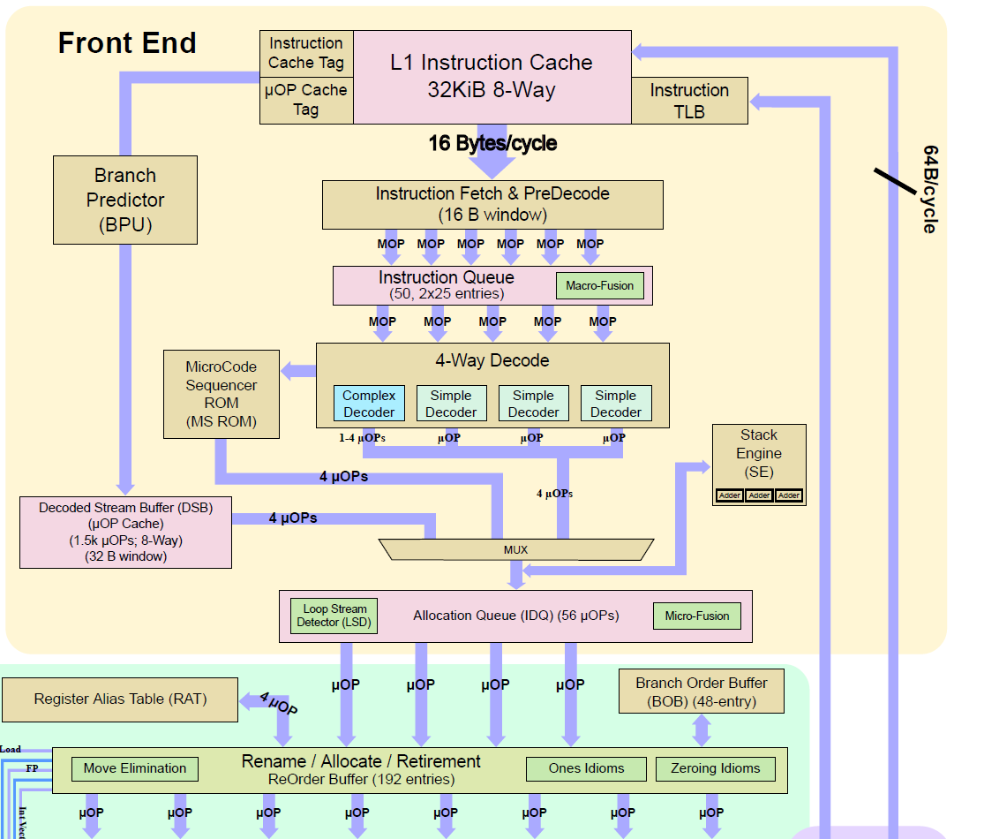 Front End
Instruction
Cache Tag
µOP Cache
Tag
L1 Instruction Cache
32KiB 8-Way
Instruction
TLB
16 Bytes/cycle
64B/cycle
Branch
Predictor
(BPU)
Instruction Fetch & PreDecode
(16 B window)
MOP MOP MOP MOP MOP MOP
Instruction Queue
(50, 2x25 entries)
Macro-Fusion
MOP MOP MOP MOP MOP
4-Way Decode
MicroCode
Sequencer
ROM
(MS ROM)
Complex
Decoder
Simple
Decoder
Simple
Decoder
Simple
Decoder
1-4 µOPs µOP µOP µOP
Stack
Engine
(SE)
Adder Adder Adder
4 µOPs
4 µOPs
Decoded Stream Buffer (DSB)
(µOP Cache)
(1.5k µOPs; 8-Way)
(32 B window)
4 µOPs
MUX
Loop Stream
Detector (LSD)
Allocation Queue (IDQ) (56 µOPs)
Micro-Fusion
µOP µOP µOP µOP
Register Alias Table (RAT)
4 µOP
Branch Order Buffer
(BOB) (48-entry)
Load
FP
Int Vect
Move Elimination
Rename / Allocate / Retirement
ReOrder Buffer (192 entries)
Ones Idioms
Zeroing Idioms
µOP µOP µOP µOP µOP µOP µOP µOP